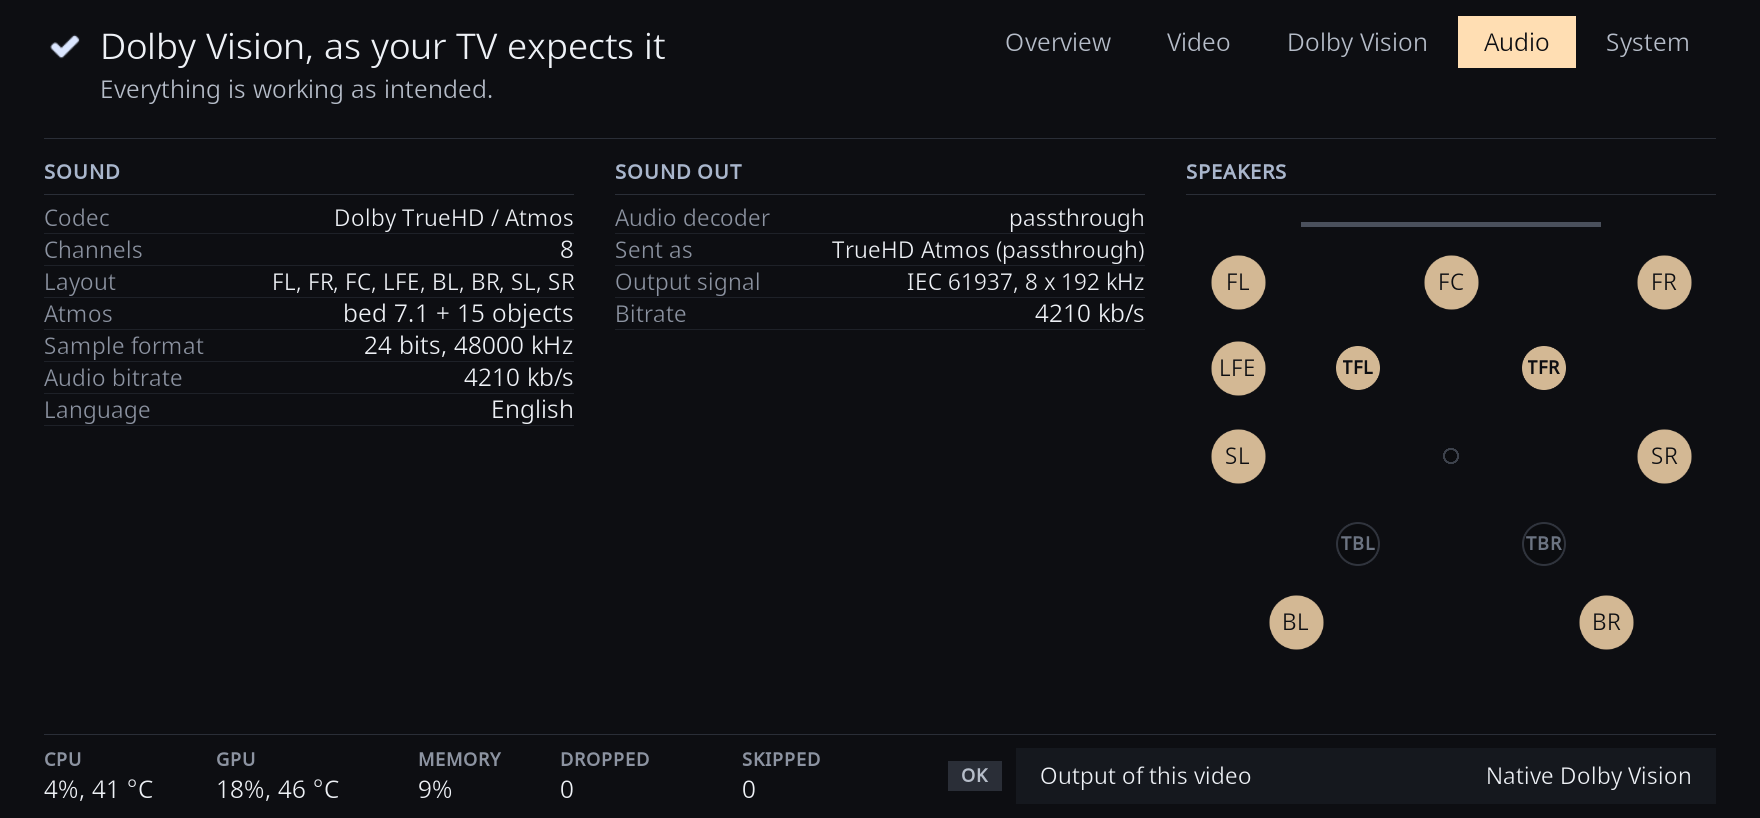 Dolby Vision, as your TV expects it
Everything is working as intended.
Overview Video Dolby Vision Audio System
SOUND
Codec Dolby TrueHD / Atmos
Channels 8
Layout FL, FR, FC, LFE, BL, BR, SL, SR
Atmos bed 7.1 + 15 objects
Sample format 24 bits, 48000 kHz
Audio bitrate 4210 kb/s
Language English
SOUND OUT
Audio decoder passthrough
Sent as TrueHD Atmos (passthrough)
Output signal IEC 61937, 8 x 192 kHz
Bitrate 4210 kb/s
SPEAKERS
FL FC FR
LFE TFL TFR
SL SR
TBL TBR
BL BR
CPU GPU MEMORY DROPPED SKIPPED
4%, 41 °C 18%, 46 °C 9% 0 0
OK Output of this video Native Dolby Vision